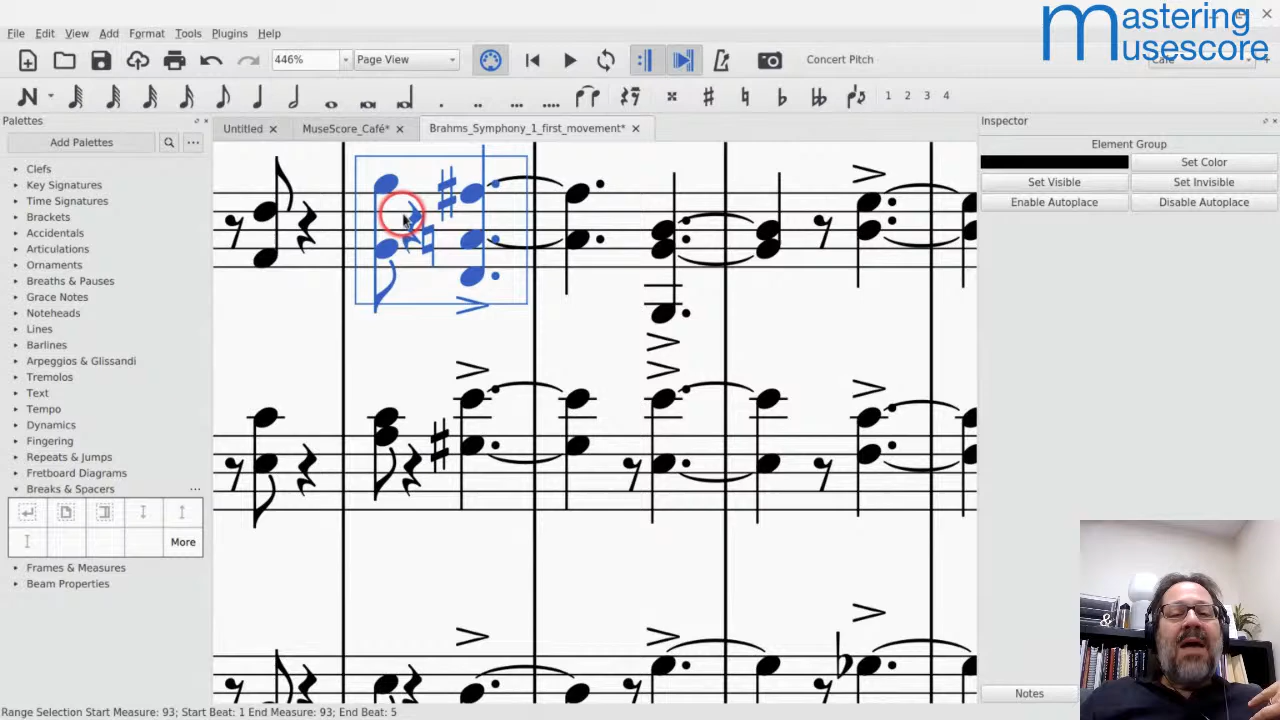 Mastering
Musescore
File Edit View Add Format Tools Plugins Help
446% Page View Concert Pitch
1 2 3 4
Palettes
Untitled MuseScore_Café* Brahms_Symphony_1_first_movement*
Inspector
Add Palettes
Element Group
Set Color
Set Visible Set Invisible
Enable Autoplace Disable Autoplace
Clefs
Key Signatures
Time Signatures
Brackets
Accidentals
Articulations
Ornaments
Breaths & Pauses
Grace Notes
Noteheads
Lines
Barlines
Arpeggios & Glissandi
Tremolos
Text
Tempo
Dynamics
Fingering
Repeats & Jumps
Fretboard Diagrams
Breaks & Spacers
More
Frames & Measures
Beam Properties
&
Notes
Range Selection Start Measure: 93; Start Beat: 1 End Measure: 93; End Beat: 5